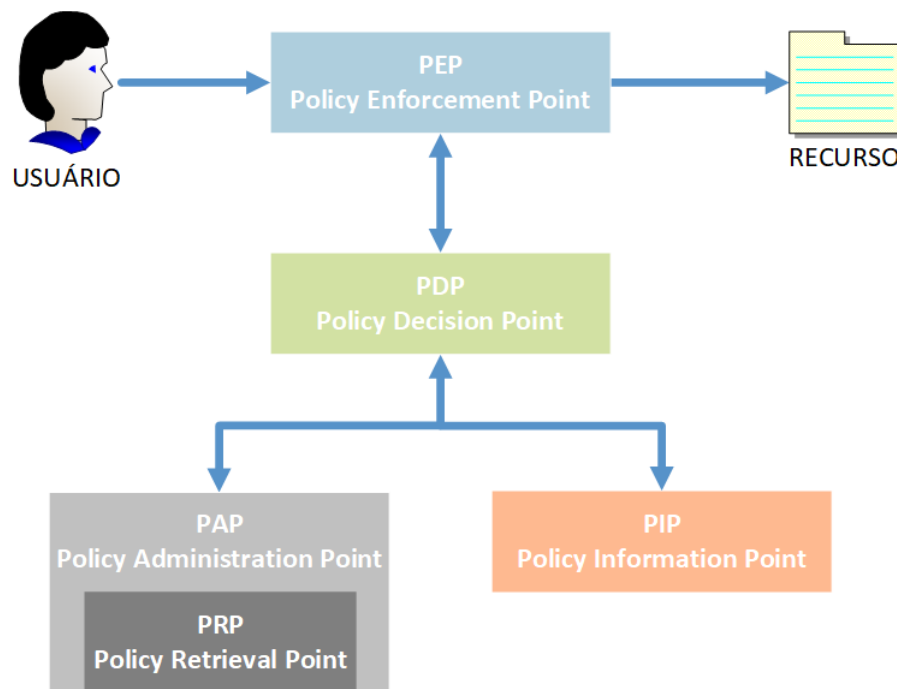 PEP
Policy Enforcement Point
USUÁRIO
RECURSO
PDP
Policy Decision Point
PAP
Policy Administration Point
PIP
Policy Information Point
PRP
Policy Retrieval Point